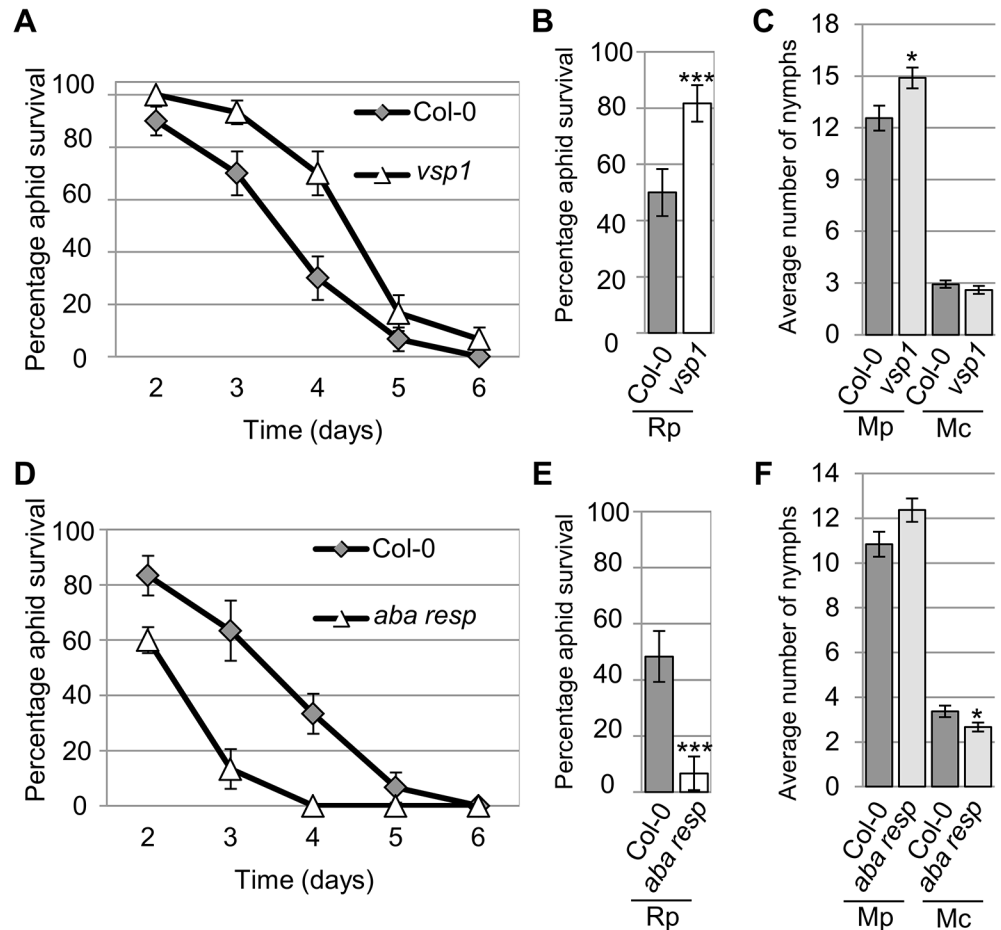 A
Percentage aphid survival
100
80
60
40
20
0
2 3 4 5 6
Time (days)
Col-0
vsp1
B
Percentage aphid survival
100
80
60
40
20
0
***
Col-0
vsp1
Rp
C
Average number of nymphs
18
15
12
9
6
3
0
*
Col-0
vsp1
Col-0
vsp1
Mp
Mc
D
Percentage aphid survival
100
80
60
40
20
0
2 3 4 5 6
Time (days)
Col-0
aba resp
E
Percentage aphid survival
100
80
60
40
20
0
***
Col-0
aba resp
Rp
F
Average number of nymphs
14
12
10
8
6
4
2
0
*
Col-0
aba resp
Col-0
aba resp
Mp
Mc